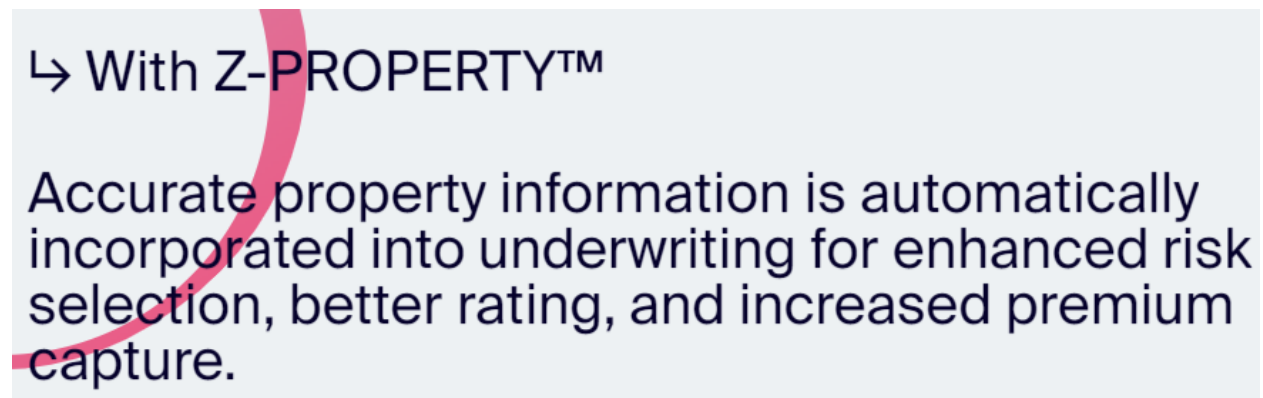 ↳ With Z-PROPERTY™
Accurate property information is automatically
incorporated into underwriting for enhanced risk
selection, better rating, and increased premium
capture.